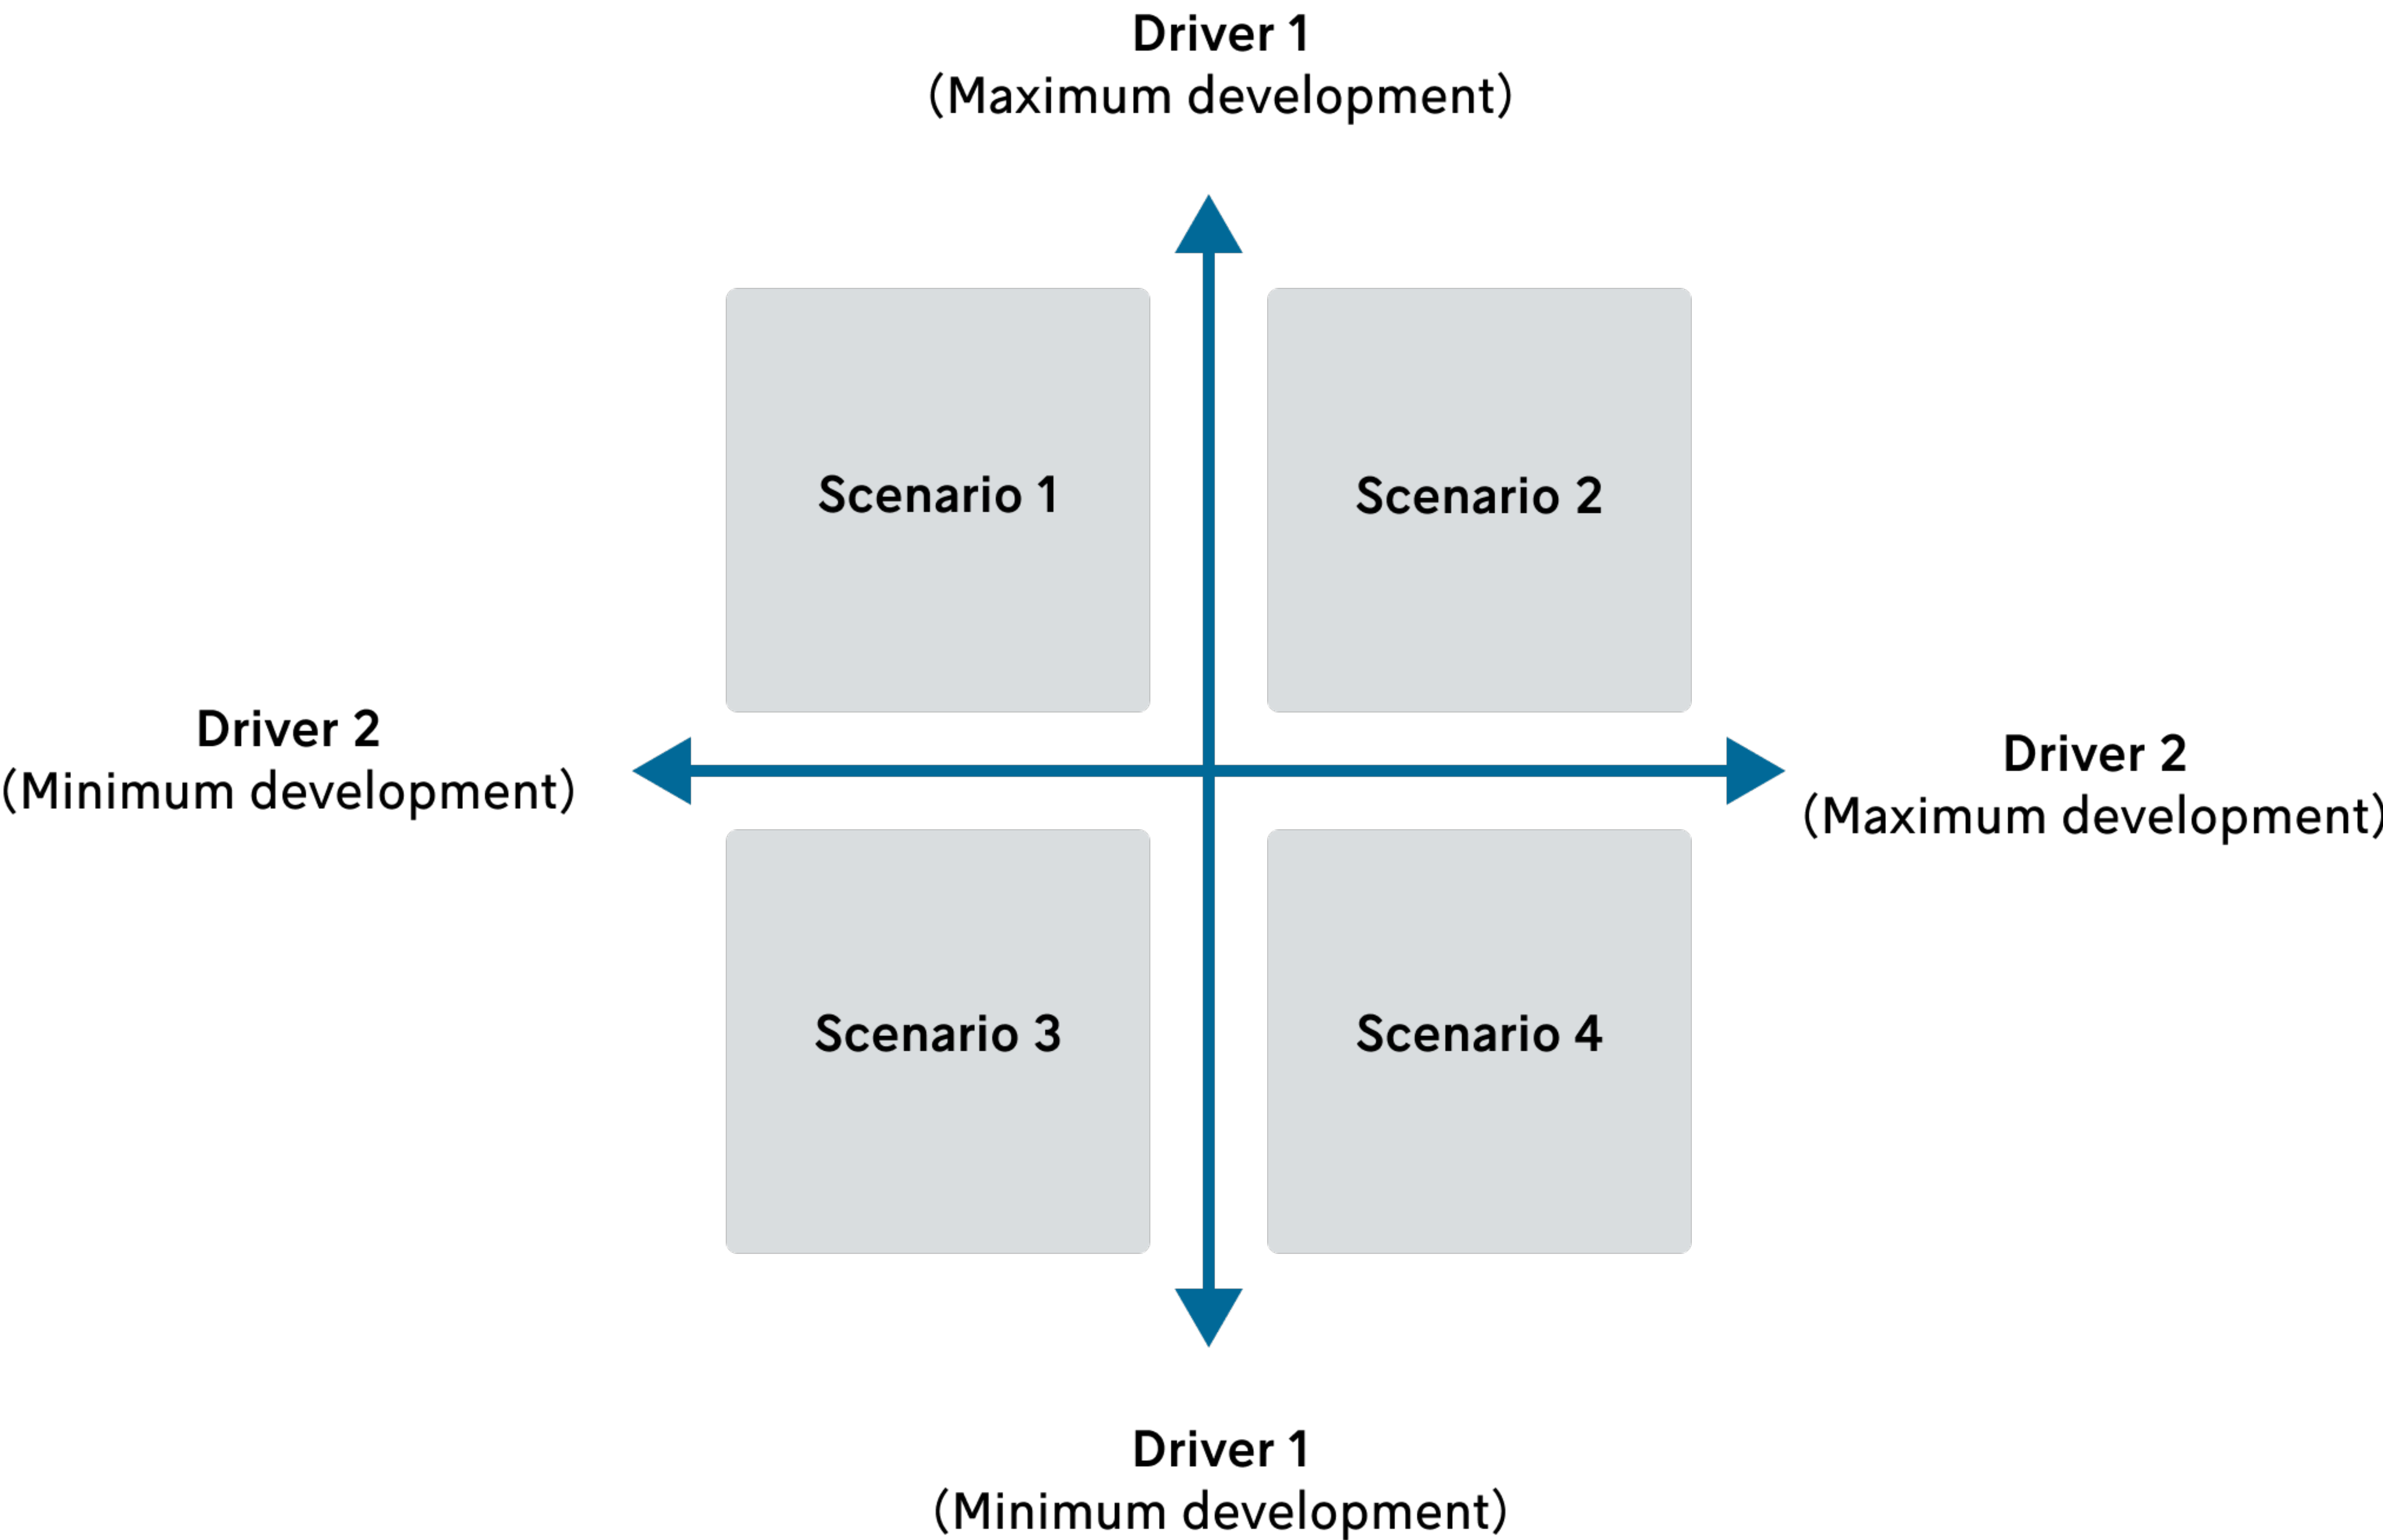 Driver 1
(Maximum development)
Scenario 1
Scenario 2
Driver 2
(Minimum development)
Driver 2
(Maximum development)
Scenario 3
Scenario 4
Driver 1
(Minimum development)